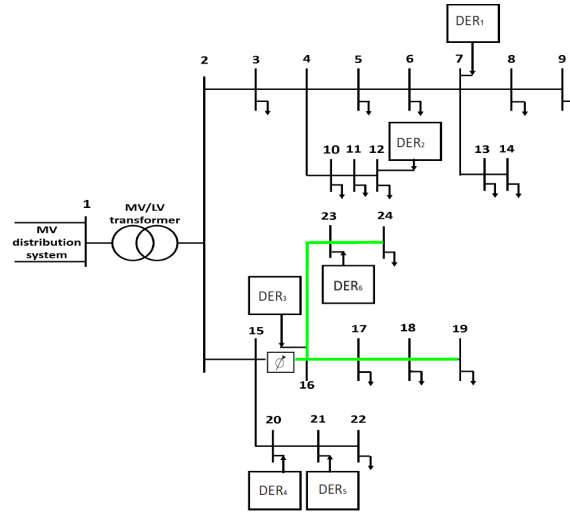 DER₁
2
3
4
5
6
7
8
9
DER₂
10
11
12
13
14
1
MV/LV
transformer
MV
distribution
system
23
24
DER₃
DER₆
15
16
17
18
19
20
21
22
DER₄
DER₅